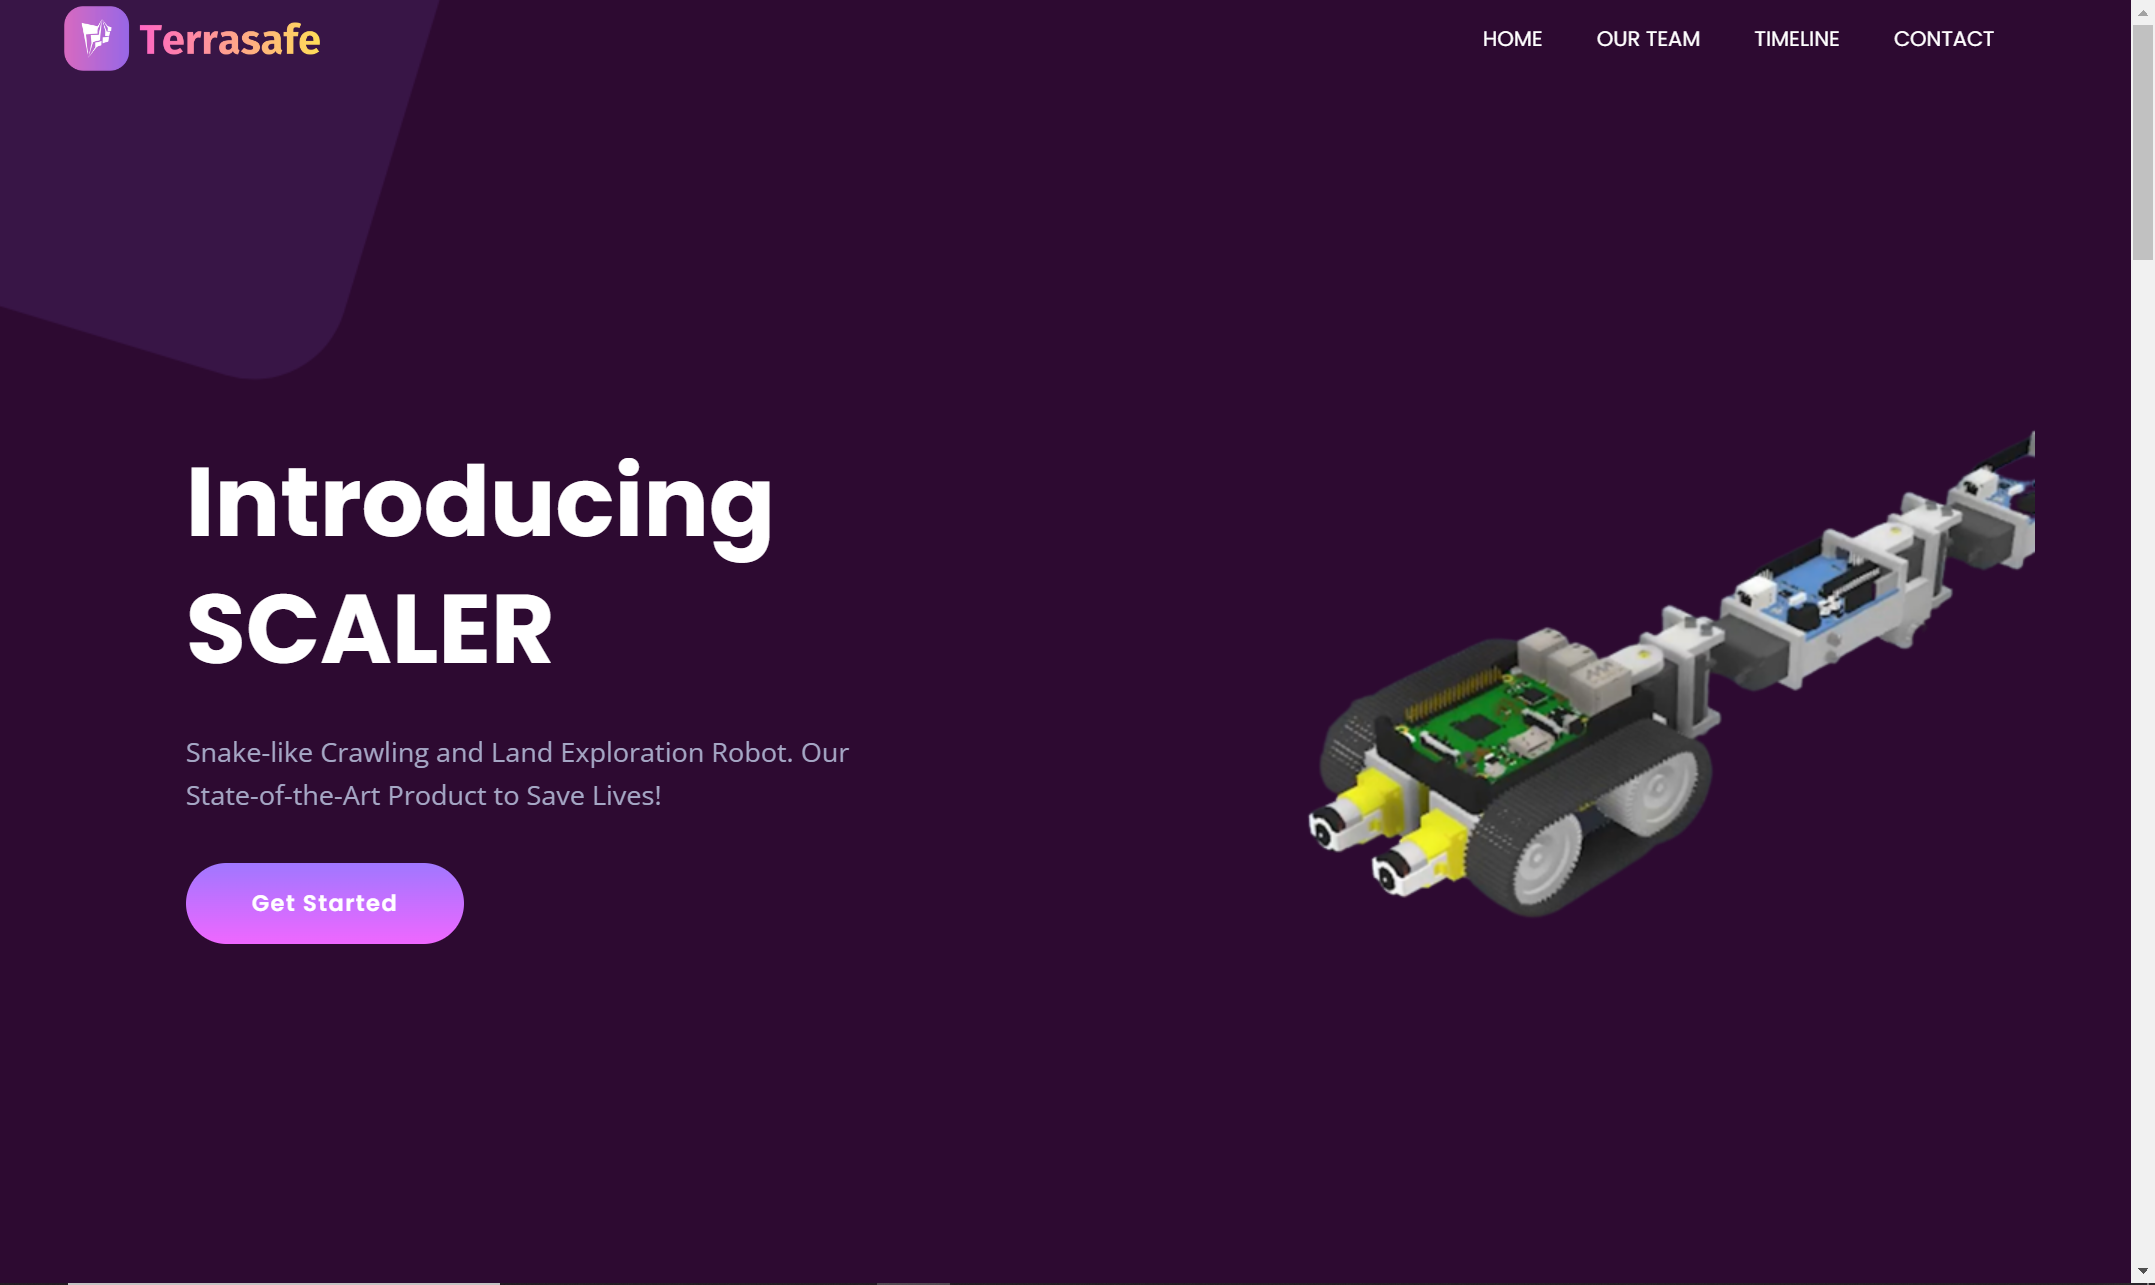 Terrasafe
HOME
OUR TEAM
TIMELINE
CONTACT
Introducing
SCALER
Snake-like Crawling and Land Exploration Robot. Our
State-of-the-Art Product to Save Lives!
Get Started